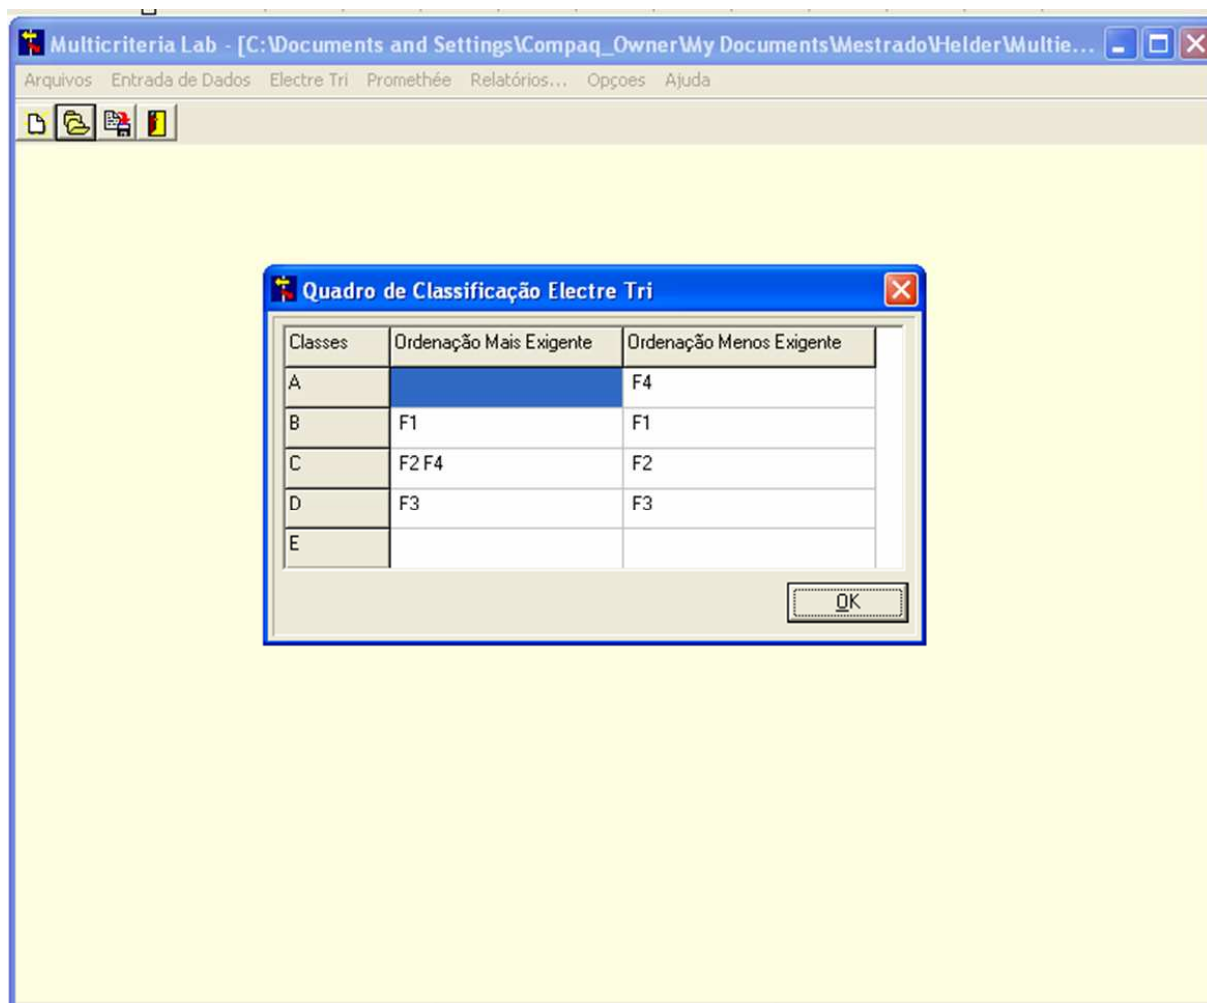 Multicriteria Lab - [C:\Documents and Settings\Compaq_Owner\My Documents\Mestrado\Helder\Multie...
Arquivos Entrada de Dados Electre Tri Promethée Relatórios... Opçoes Ajuda
Quadro de Classificação Electre Tri
Classes Ordenação Mais Exigente Ordenação Menos Exigente
A F4
B F1 F1
C F2 F4 F2
D F3 F3
E
OK